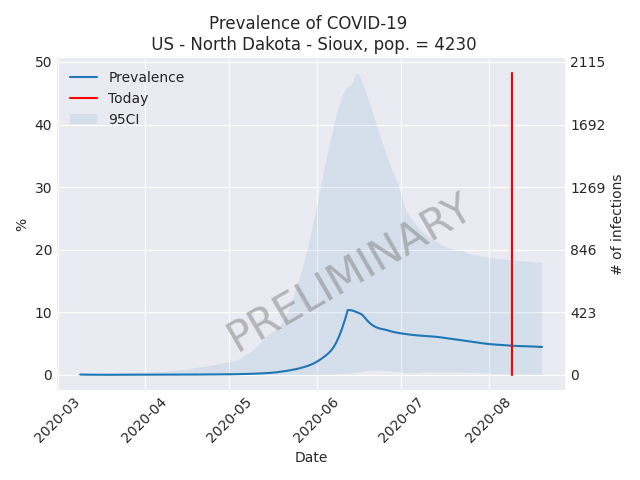 Prevalence of COVID-19
US - North Dakota - Sioux, pop. = 4230
Prevalence
Today
95CI
PRELIMINARY
50
40
30
20
10
0
%
2115
1692
1269
846
423
0
# of infections
2020-03
2020-04
2020-05
2020-06
2020-07
2020-08
Date